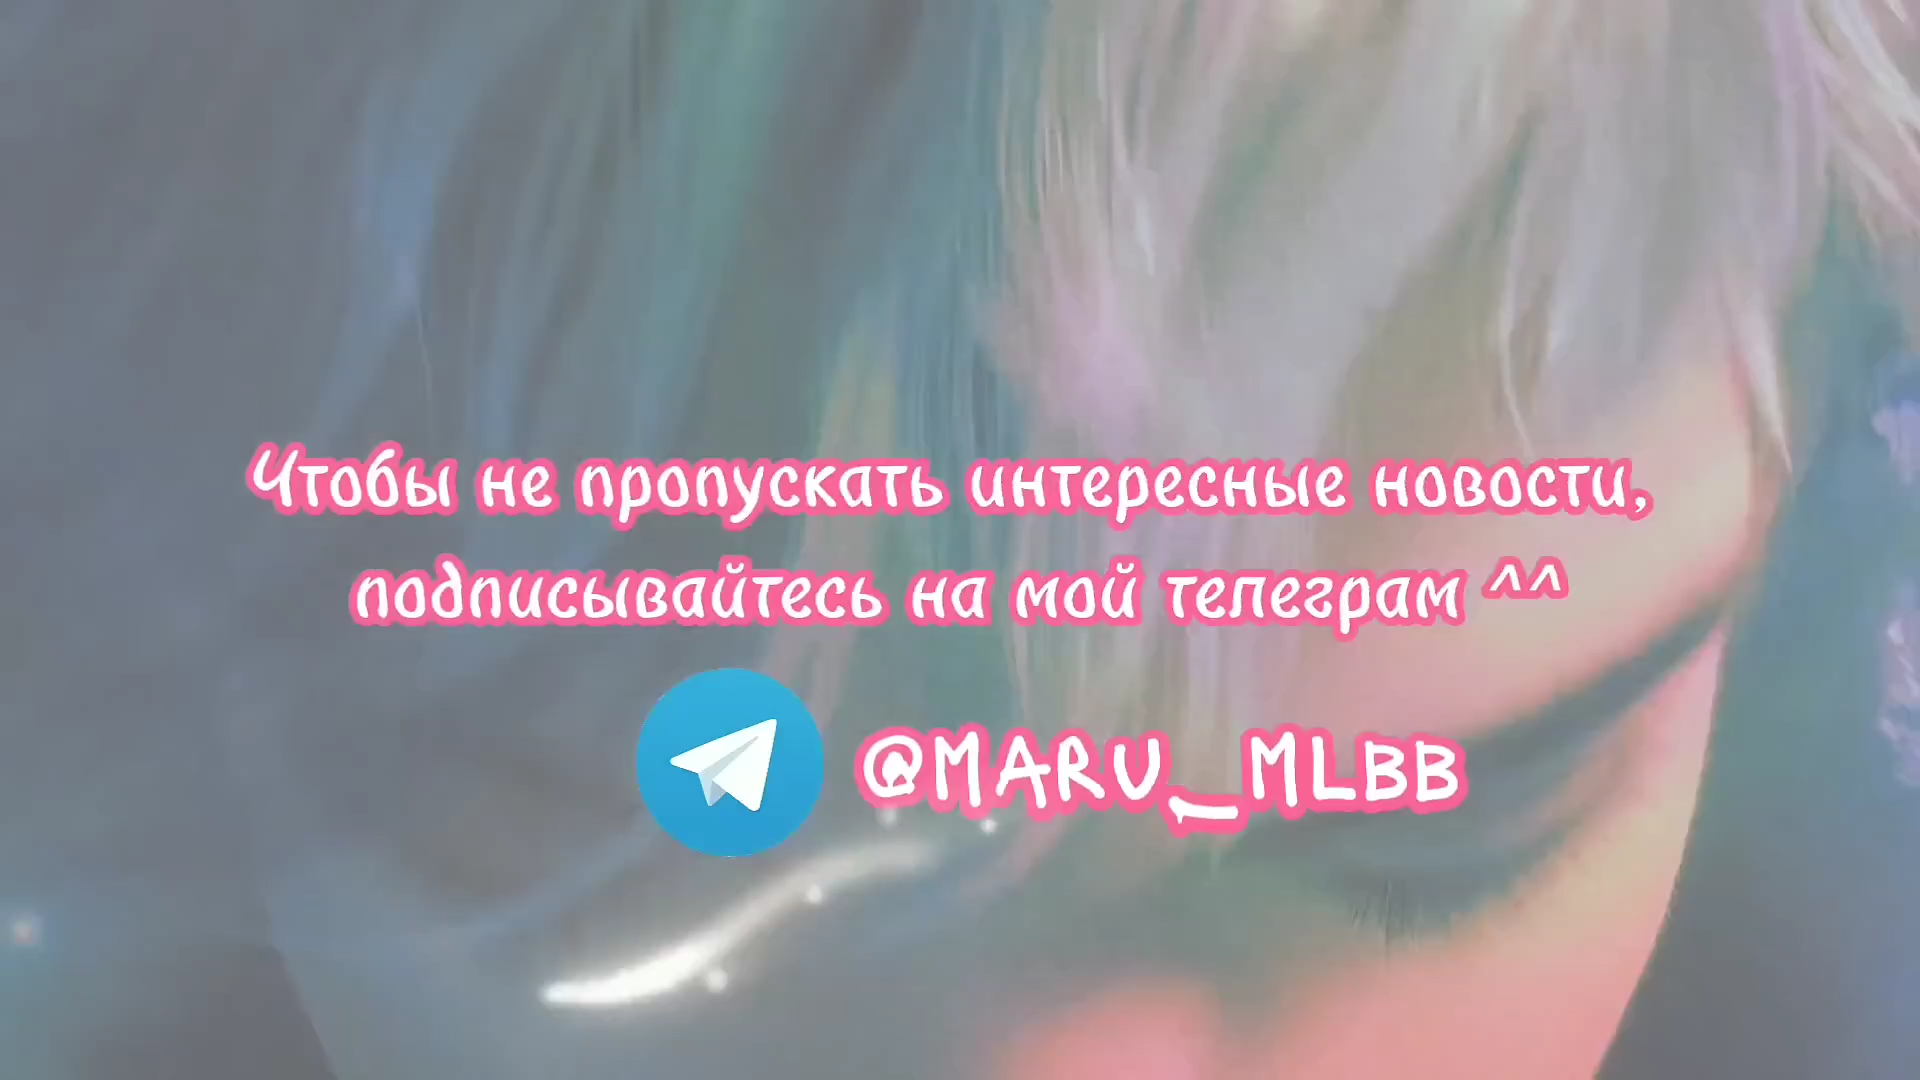 Чтобы не пропускать интересные новости,
подписывайтесь на мой телеграм ^^
@MARU_MLBB